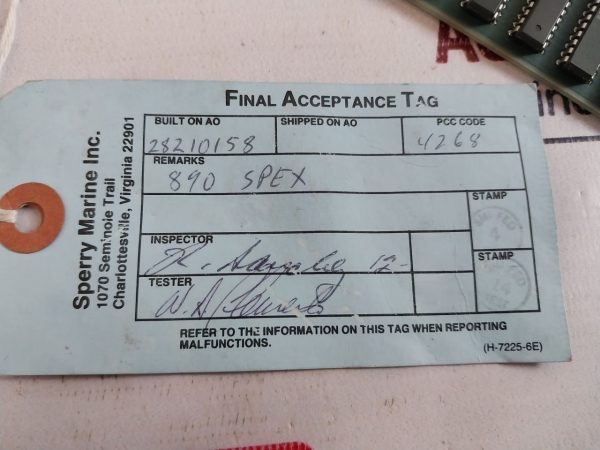 FINAL ACCEPTANCE TAG
Sperry Marine Inc.
1070 Seminole Trail
Charlottesville, Virginia 22901
BUILT ON AO
28210158
SHIPPED ON AO
PCC CODE
4268
REMARKS
890 SPEX
STAMP
INSPECTOR
12-
STAMP
TESTER
REFER TO THE INFORMATION ON THIS TAG WHEN REPORTING
MALFUNCTIONS.
(H-7225-6E)